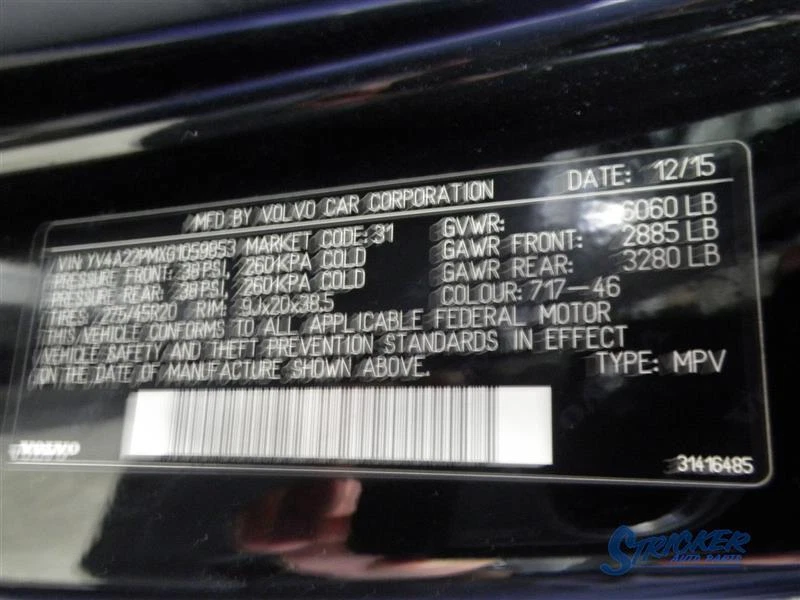 MFD BY VOLVO CAR CORPORATION DATE: 12/15
VIN YV4A22PMXG1059853 MARKET CODE: 31 GVWR: 6060 LB
PRESSURE FRONT: 38 PSI, 260 KPA COLD GAWR FRONT: 2885 LB
PRESSURE REAR: 38 PSI, 260 KPA COLD GAWR REAR: 3280 LB
TIRES: 275/45R20 RIM: 9Jx20x38.5 COLOUR: 717-46
THIS VEHICLE CONFORMS TO ALL APPLICABLE FEDERAL MOTOR
VEHICLE SAFETY AND THEFT PREVENTION STANDARDS IN EFFECT
ON THE DATE OF MANUFACTURE SHOWN ABOVE. TYPE: MPV
VOLVO 31416485
STRICKER
AUTO PARTS